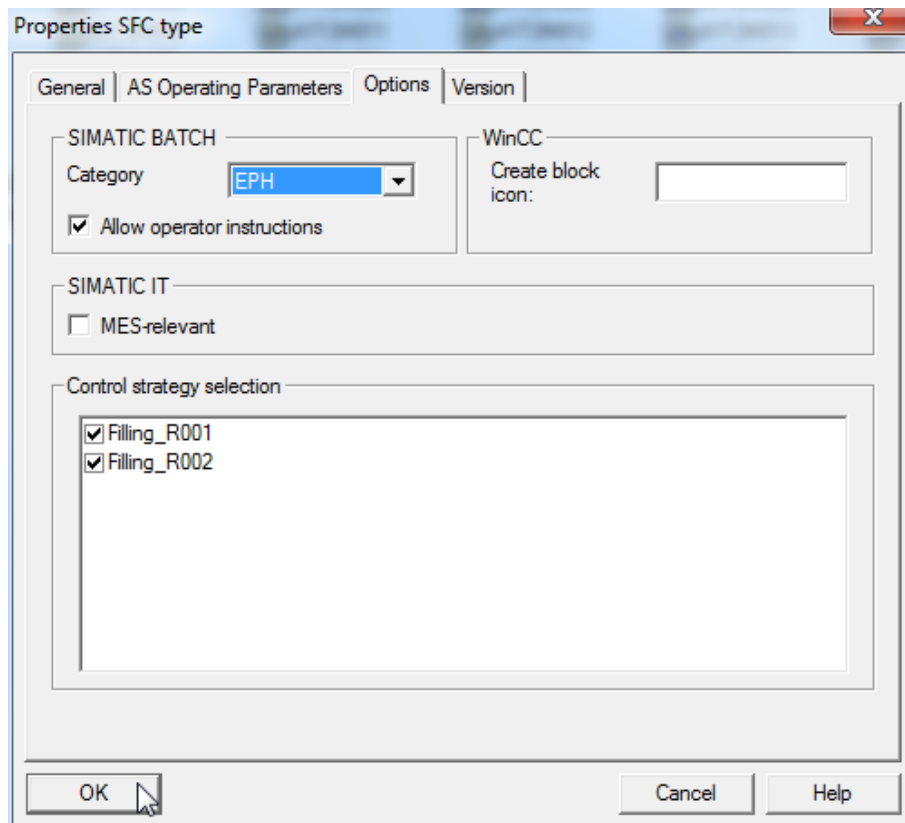 Properties SFC type
General AS Operating Parameters Options Version
SIMATIC BATCH
Category EPH
Allow operator instructions
WinCC
Create block
icon:
SIMATIC IT
MES-relevant
Control strategy selection
Filling_R001
Filling_R002
OK Cancel Help